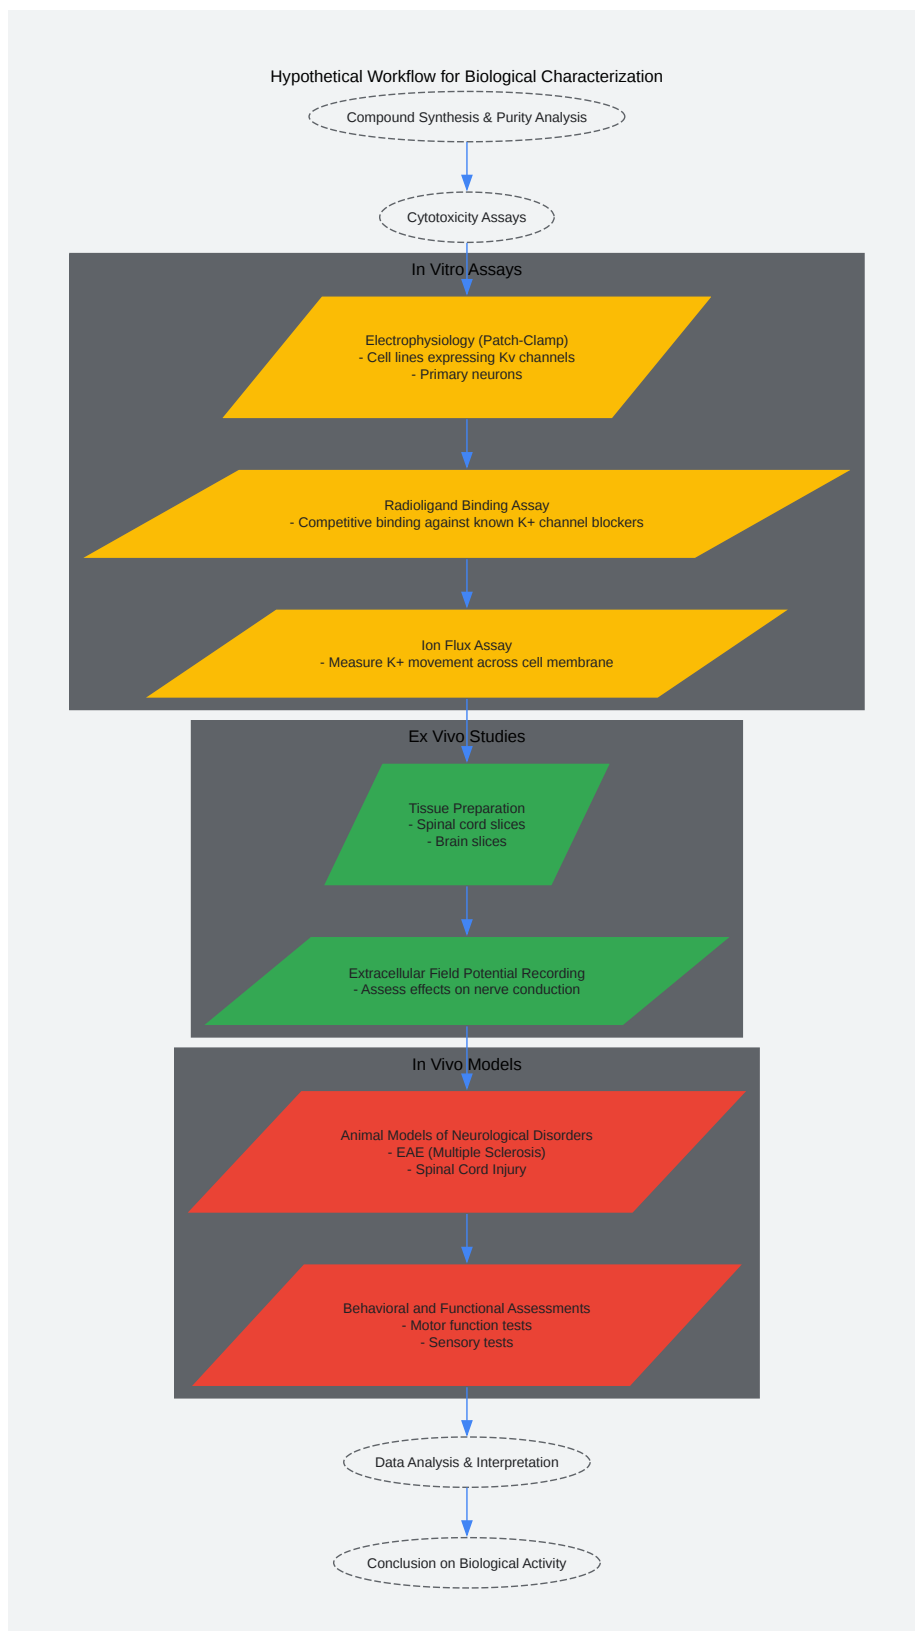 Hypothetical Workflow for Biological Characterization
Compound Synthesis & Purity Analysis
Cytotoxicity Assays
In Vitro Assays
Electrophysiology (Patch-Clamp)
- Cell lines expressing Kv channels
- Primary neurons
Radioligand Binding Assay
- Competitive binding against known K+ channel blockers
Ion Flux Assay
- Measure K+ movement across cell membrane
Ex Vivo Studies
Tissue Preparation
- Spinal cord slices
- Brain slices
Extracellular Field Potential Recording
- Assess effects on nerve conduction
In Vivo Models
Animal Models of Neurological Disorders
- EAE (Multiple Sclerosis)
- Spinal Cord Injury
Behavioral and Functional Assessments
- Motor function tests
- Sensory tests
Data Analysis & Interpretation
Conclusion on Biological Activity